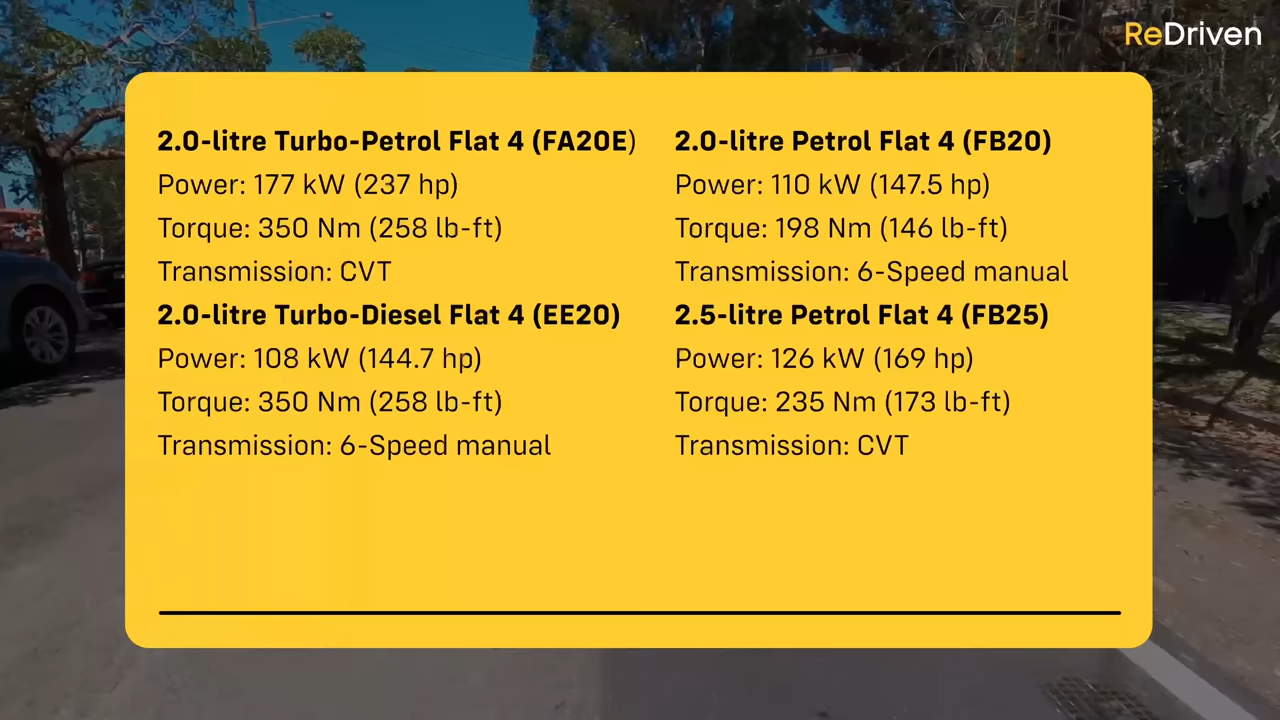 ReDriven
2.0-litre Turbo-Petrol Flat 4 (FA20E)
Power: 177 kW (237 hp)
Torque: 350 Nm (258 lb-ft)
Transmission: CVT
2.0-litre Turbo-Diesel Flat 4 (EE20)
Power: 108 kW (144.7 hp)
Torque: 350 Nm (258 lb-ft)
Transmission: 6-Speed manual
2.0-litre Petrol Flat 4 (FB20)
Power: 110 kW (147.5 hp)
Torque: 198 Nm (146 lb-ft)
Transmission: 6-Speed manual
2.5-litre Petrol Flat 4 (FB25)
Power: 126 kW (169 hp)
Torque: 235 Nm (173 lb-ft)
Transmission: CVT